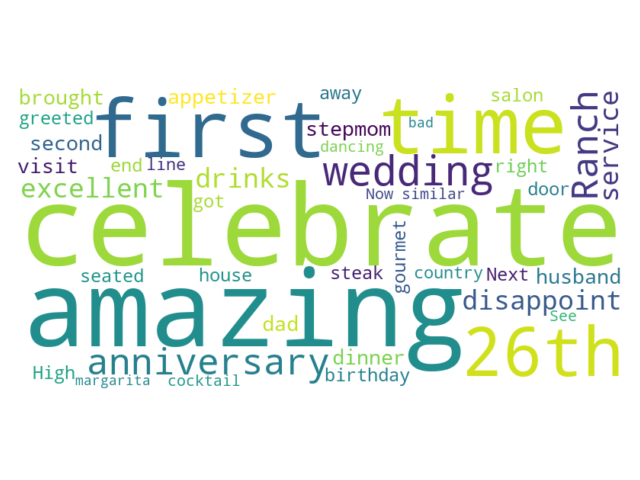 brought appetizer away salon
first time Ranch service
greeted stepmom bad
second dancing
visit end line wedding right
excellent drinks door
got Now similar
celebrate
gourmet
seated house steak country Next husband
amazing disappoint
dad See
26th
anniversary dinner
High birthday
margarita cocktail